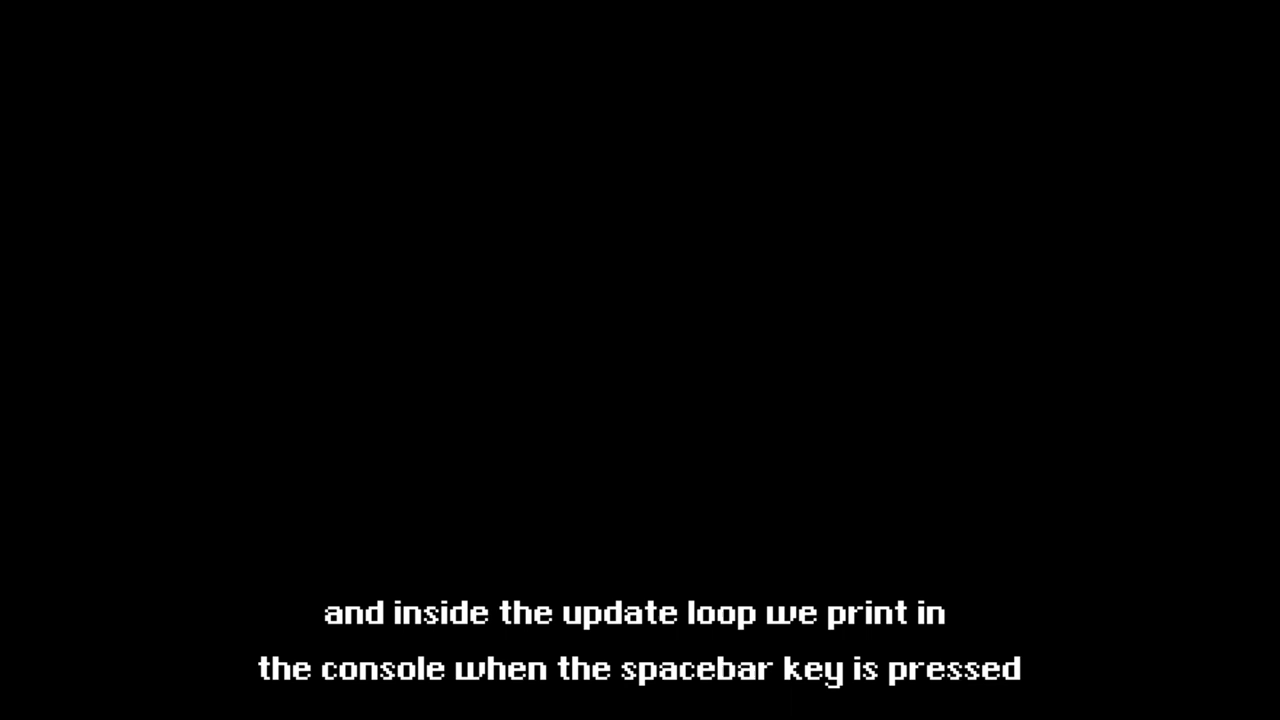 and inside the update loop we print in
the console when the spacebar key is pressed